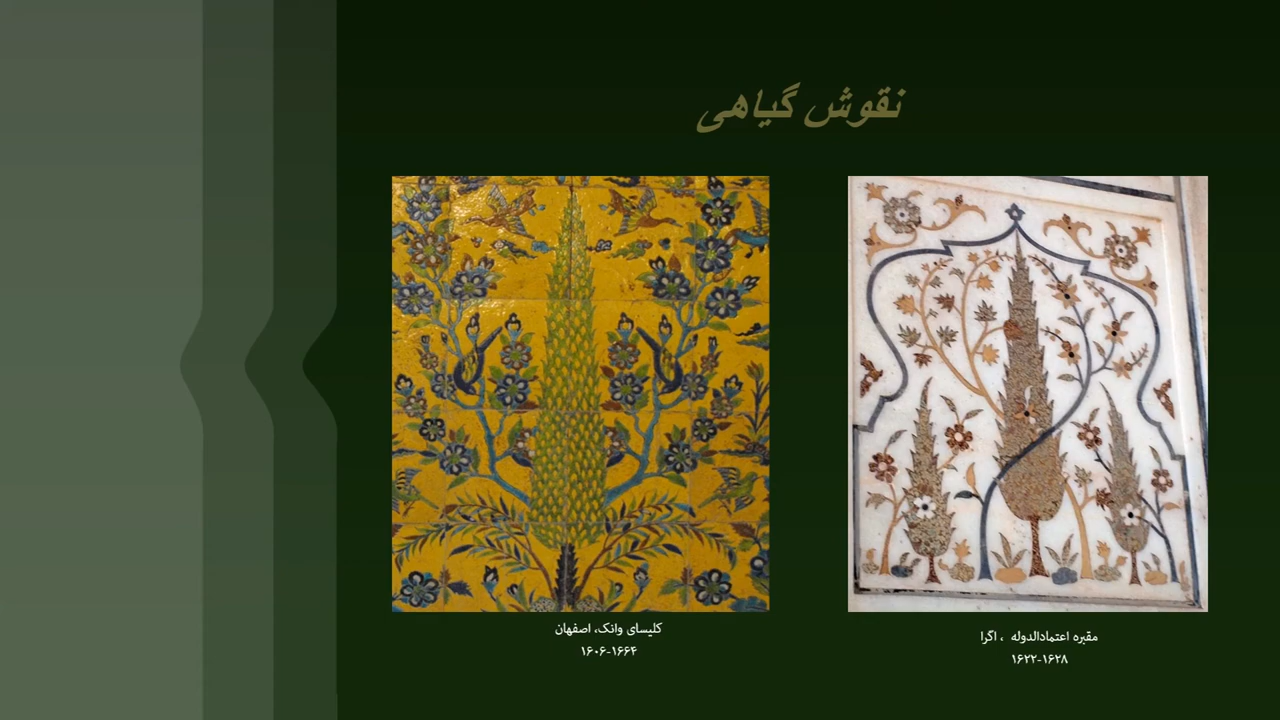 نقوش گیاهی
مقبره اعتمادالدوله ، اگرا
۱۶۲۲-۱۶۲۸
کلیسای وانک، اصفهان
۱۶۰۶-۱۶۶۴